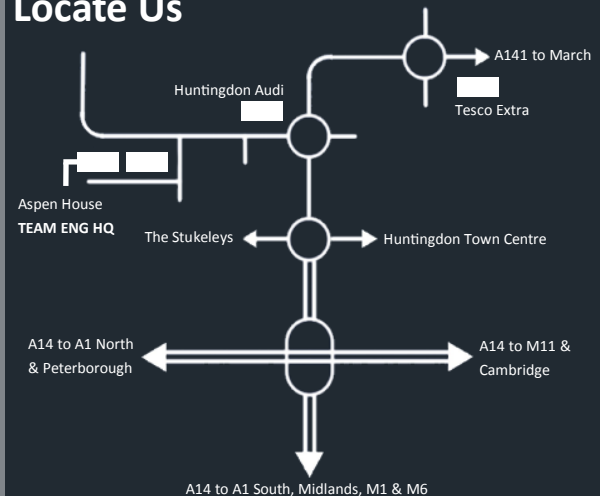 Locate Us
A141 to March
Huntingdon Audi
Tesco Extra
Aspen House
TEAM ENG HQ
The Stukeleys
Huntingdon Town Centre
A14 to A1 North
& Peterborough
A14 to M11 &
Cambridge
A14 to A1 South, Midlands, M1 & M6